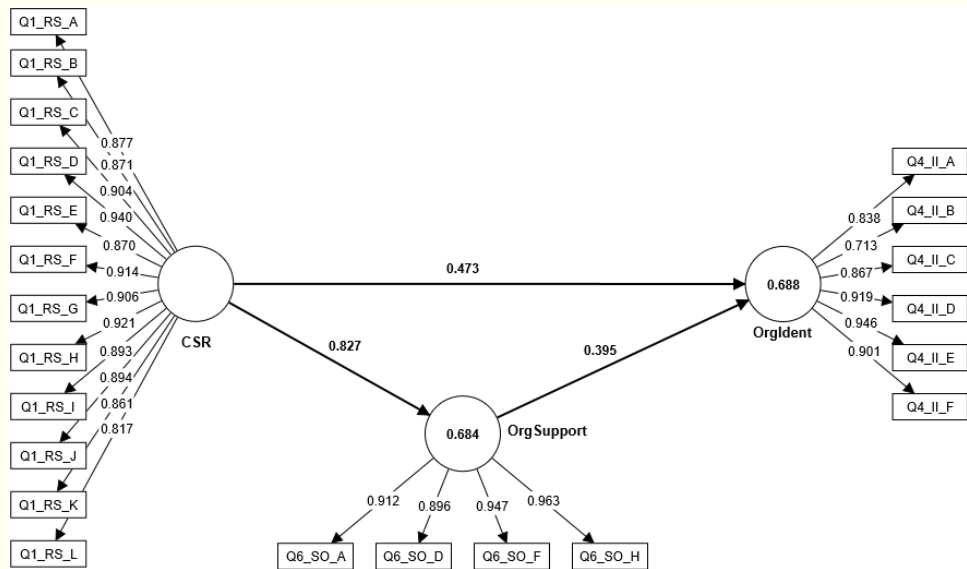 Q1_RS_A
Q1_RS_B
Q1_RS_C
Q1_RS_D
Q1_RS_E
Q1_RS_F
Q1_RS_G
Q1_RS_H
Q1_RS_I
Q1_RS_J
Q1_RS_K
Q1_RS_L
0.877
0.871
0.904
0.940
0.870
0.914
0.906
0.921
0.893
0.894
0.861
0.817
CSR
0.473
0.827
0.395
0.684
OrgSupport
0.912
0.896
0.947
0.963
Q6_SO_A
Q6_SO_D
Q6_SO_F
Q6_SO_H
0.688
OrgIdent
0.838
0.713
0.867
0.919
0.946
0.901
Q4_II_A
Q4_II_B
Q4_II_C
Q4_II_D
Q4_II_E
Q4_II_F